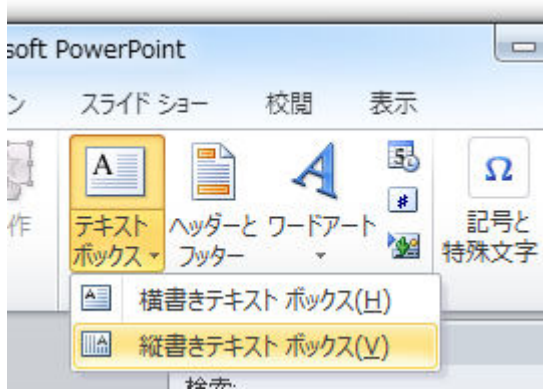 soft PowerPoint
ン スライド ショー 校閲 表示
作
テキスト ボックス
ヘッダーと フッター
ワードアート
#
Ω
記号と 特殊文字
横書きテキスト ボックス(H)
縦書きテキスト ボックス(V)
検索: